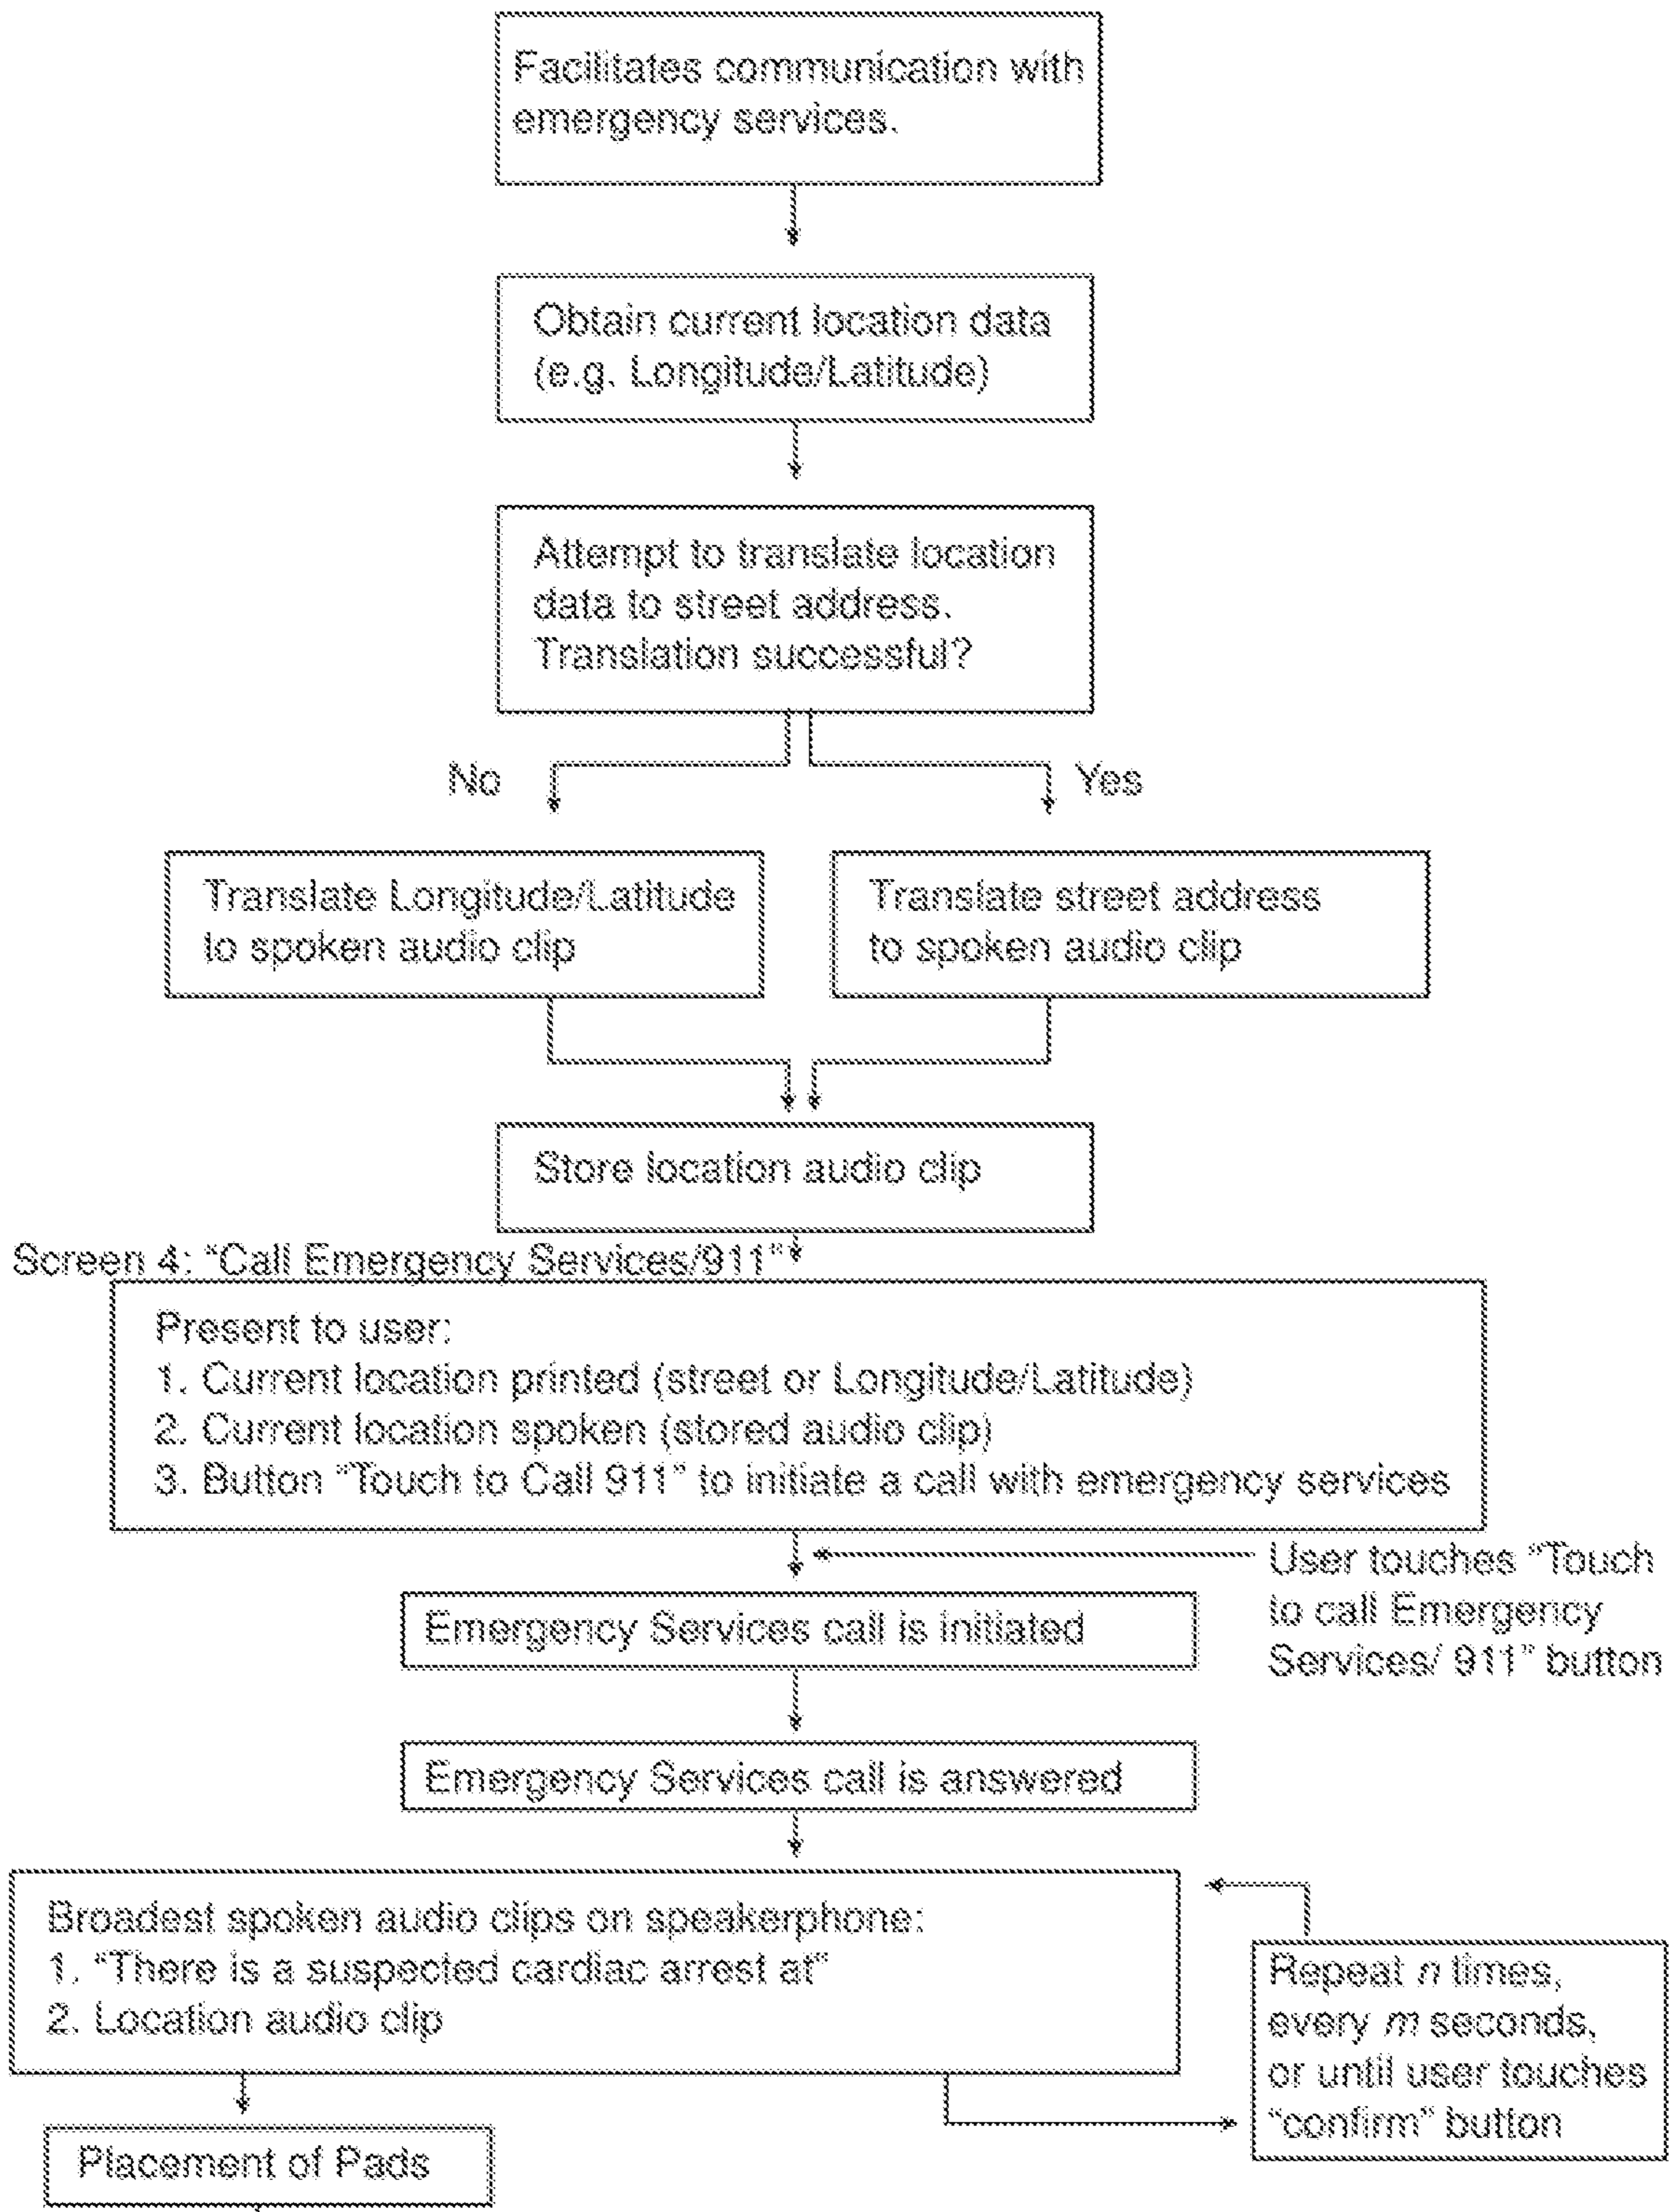 Facilitates communication with
emergency services.
Obtain current location data
(e.g. Longitude/Latitude)
Attempt to translate location
data to street address.
Translation successful?
No
Yes
Translate Longitude/Latitude
to spoken audio clip
Translate street address
to spoken audio clip
Store location audio clip
Screen 4: “Call Emergency Services/911”
Present to user:
1. Current location printed (street or Longitude/Latitude)
2. Current location spoken (stored audio clip)
3. Button “Touch to Call 911” to initiate a call with emergency services
User touches “Touch
to call Emergency
Services/ 911” button
Emergency Services call is initiated
Emergency Services call is answered
Broadest spoken audio clips on speakerphone:
1. “There is a suspected cardiac arrest at“
2. Location audio clip
Repeat n times,
every m seconds,
or until user touches
“confirm” button
Placement of Pads